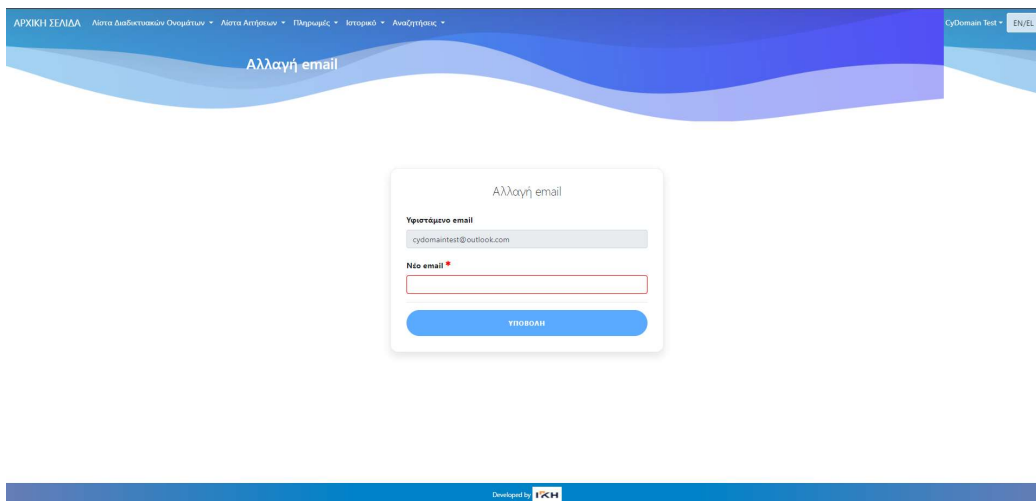 ΑΡΧΙΚΗ ΣΕΛΙΔΑ Λίστα Διαδικτυακών Ονομάτων Λίστα Αιτήσεων Πληρωμές Ιστορικό Αναζητήσεις CyDomain Test EN/EL
Αλλαγή email
Αλλαγή email
Υφιστάμενο email
cydomaintest@outlook.com
Νέο email *
ΥΠΟΒΟΛΗ
Developed by